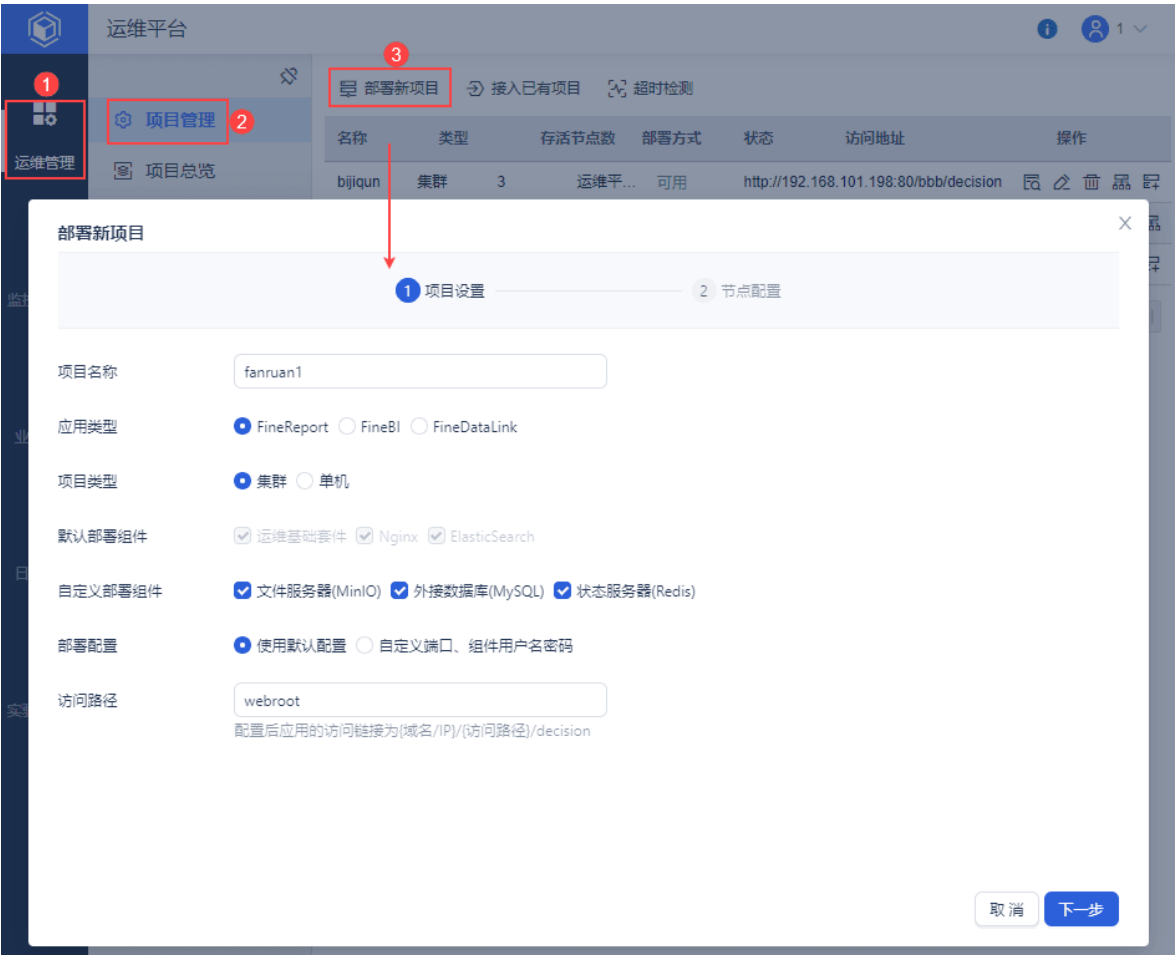 运维平台
1
3
部署新项目 接入已有项目 超时检测
1
运维管理
项目管理 2
项目总览
名称 类型 存活节点数 部署方式 状态 访问地址 操作
bijiqun 集群 3 运维平... 可用 http://192.168.101.198:80/bbb/decision
部署新项目
1 项目设置 2 节点配置
项目名称 fanruan1
应用类型 FineReport FineBI FineDataLink
项目类型 集群 单机
默认部署组件 运维基础套件 Nginx ElasticSearch
自定义部署组件 文件服务器(MinIO) 外接数据库(MySQL) 状态服务器(Redis)
部署配置 使用默认配置 自定义端口、组件用户名密码
访问路径 webroot
配置后应用的访问链接为{域名/IP}/{访问路径}/decision
取消 下一步